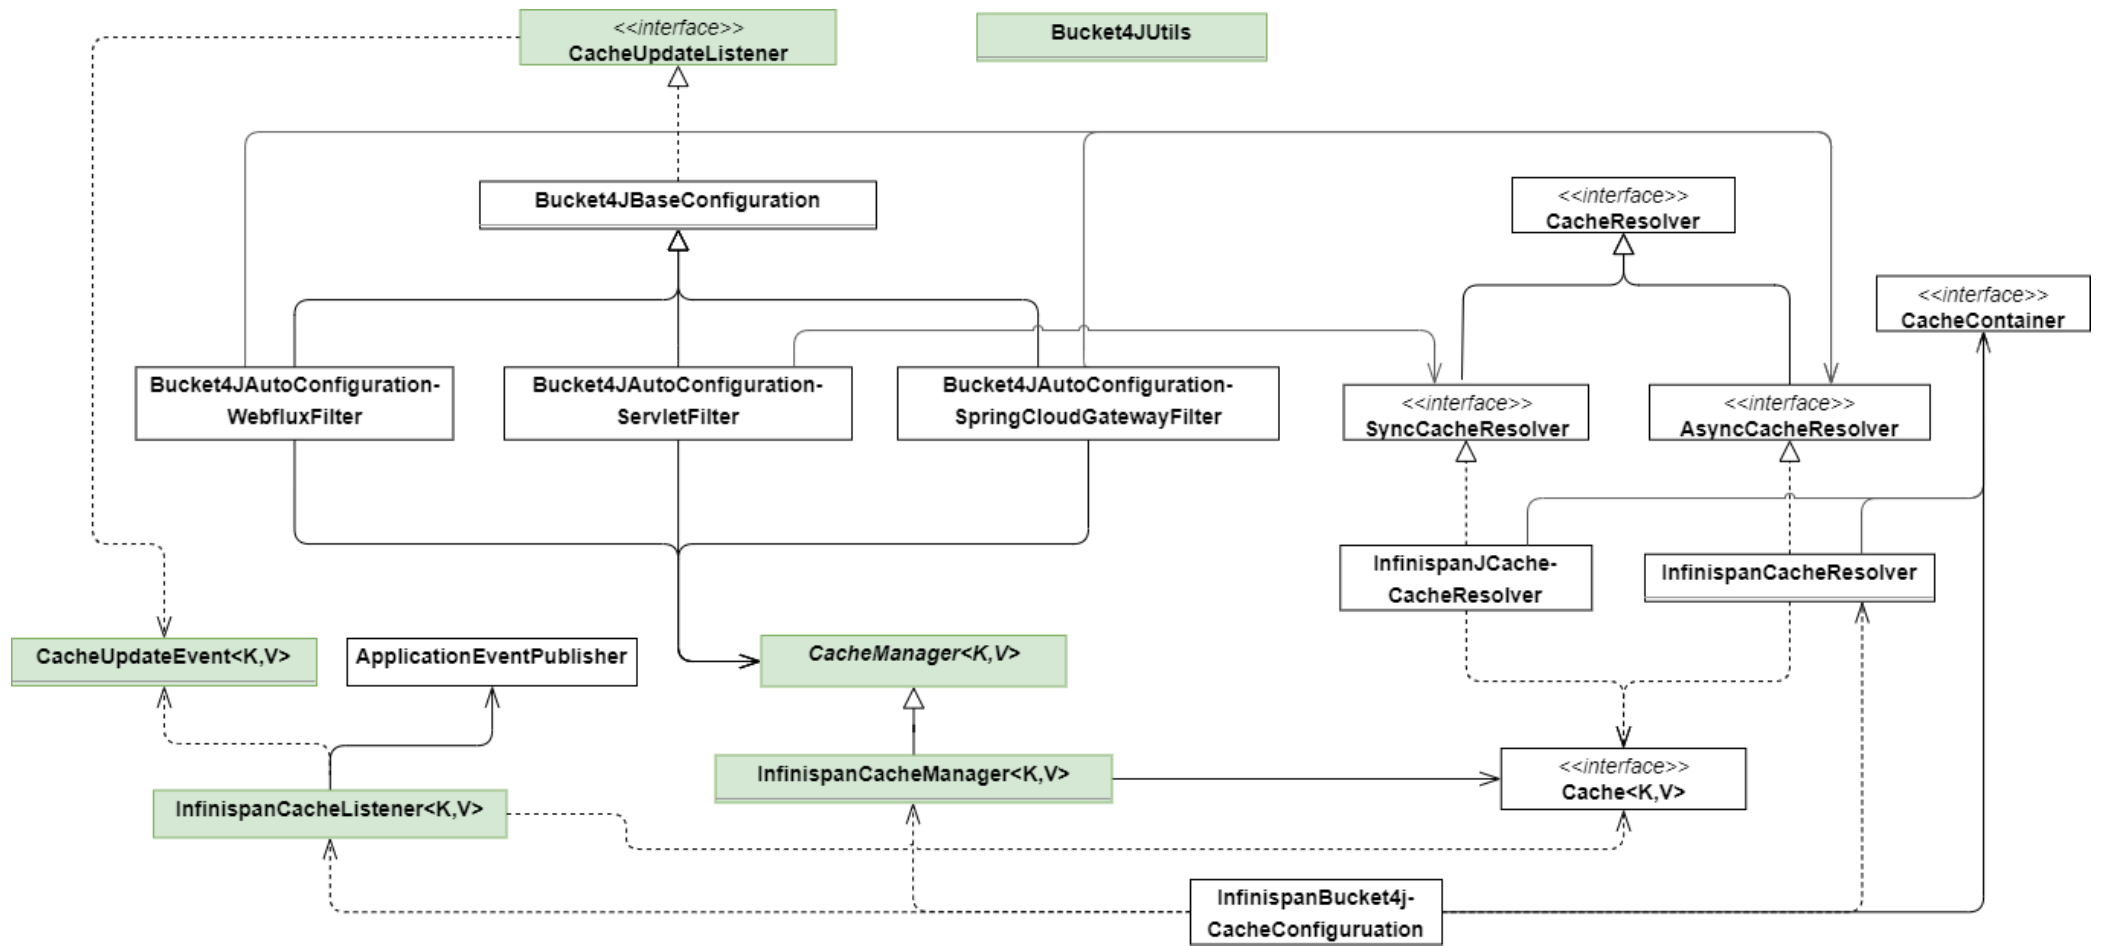 <<interface>>
CacheUpdateListener
Bucket4JUtils
Bucket4JBaseConfiguration
<<interface>>
CacheResolver
<<interface>>
CacheContainer
Bucket4JAutoConfiguration-
WebfluxFilter
Bucket4JAutoConfiguration-
ServletFilter
Bucket4JAutoConfiguration-
SpringCloudGatewayFilter
<<interface>>
SyncCacheResolver
<<interface>>
AsyncCacheResolver
InfinispanJCache-
CacheResolver
InfinispanCacheResolver
CacheUpdateEvent<K,V>
ApplicationEventPublisher
CacheManager<K,V>
InfinispanCacheManager<K,V>
<<interface>>
Cache<K,V>
InfinispanCacheListener<K,V>
InfinispanBucket4j-
CacheConfiguruation